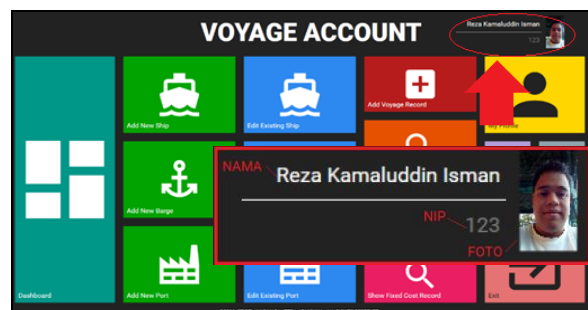 VOYAGE ACCOUNT
Reza Kamaluddin Isman
123
Add New Ship
Edit Existing Ship
Add Voyage Record
My Profile
NAMA
Reza Kamaluddin Isman
NIP
123
FOTO
Add New Barge
Dashboard
Add New Port
Edit Existing Port
Show Fixed Cost Record
Exit